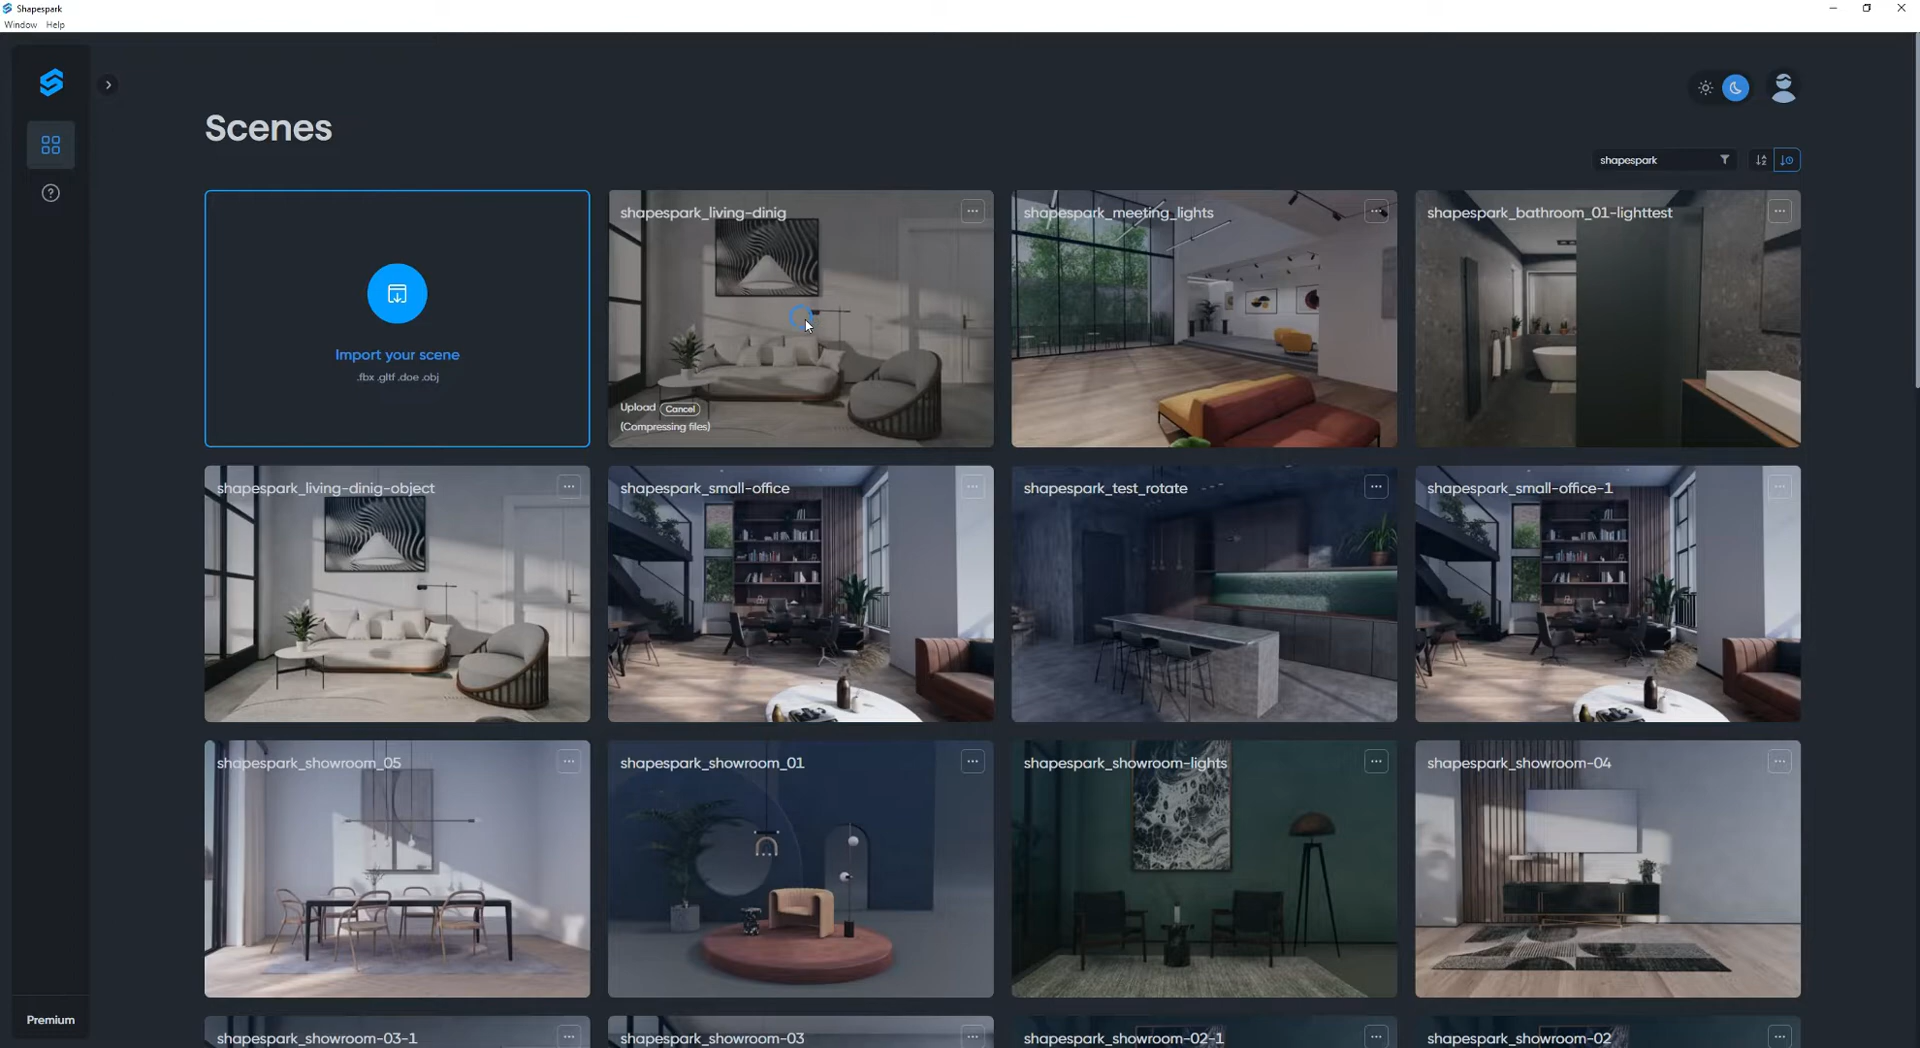 Shapespark
Window Help
Scenes
shapespark
Import your scene
.fbx .gltf .doe .obj
shapespark_living-dinig
Upload Cancel
(Compressing files)
shapespark_meeting_lights
shapespark_bathroom_01-lighttest
shapespark_living-dinig-object
shapespark_small-office
shapespark_test_rotate
shapespark_small-office-1
shapespark_showroom_05
shapespark_showroom_01
shapespark_showroom-lights
shapespark_showroom-04
shapespark_showroom-03-1
shapespark_showroom-03
shapespark_showroom-02-1
shapespark_showroom-02
Premium